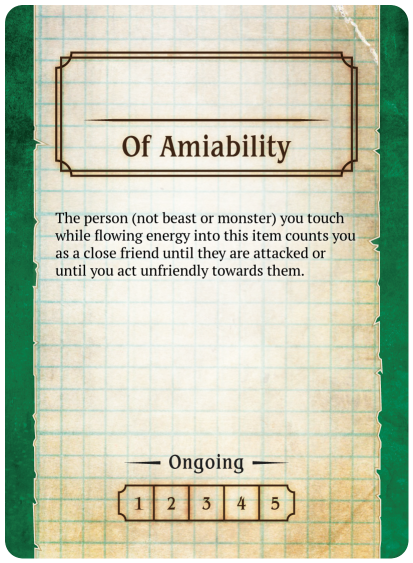 Of Amiability
The person (not beast or monster) you touch
while flowing energy into this item counts you
as a close friend until they are attacked or
until you act unfriendly towards them.
Ongoing
1 2 3 4 5